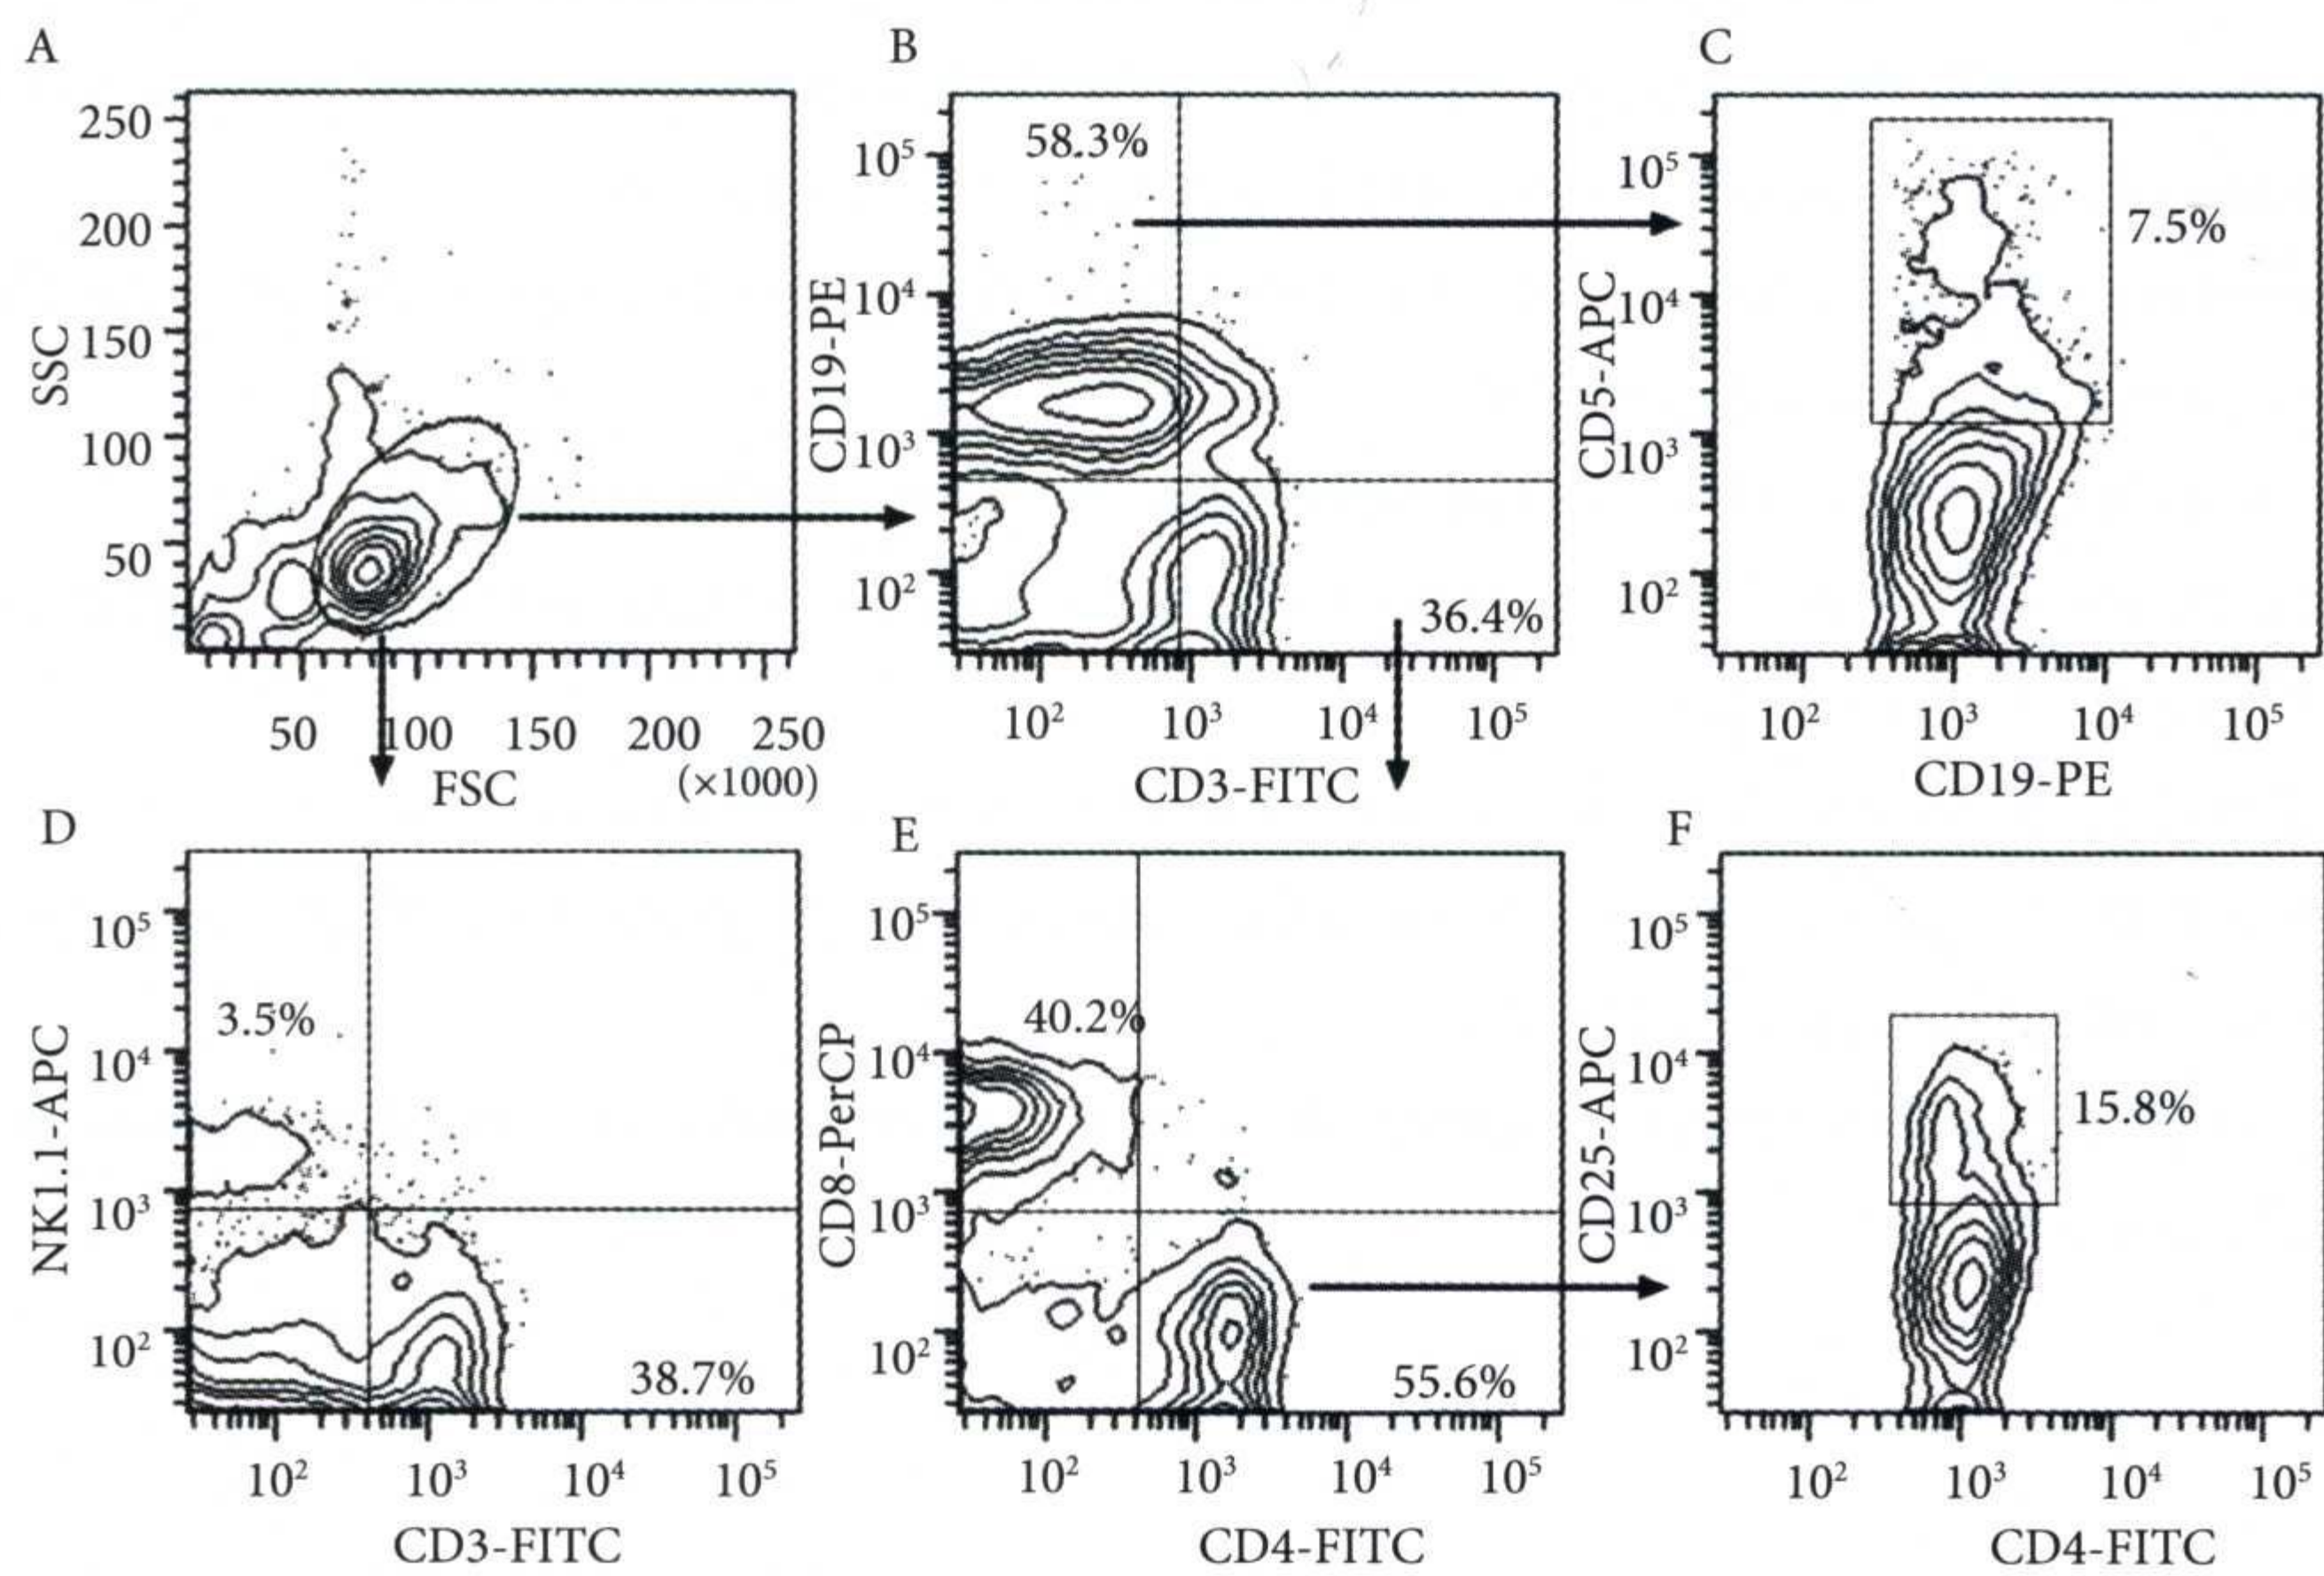 A
SSC
250
200
150
100
50
50 100 150 200 250
FSC (×1000)
B
CD19-PE
58.3%
10⁵
10⁴
10³
10²
36.4%
10² 10³ 10⁴ 10⁵
CD3-FITC
C
CD5-APC
10⁵
7.5%
10⁴
10³
10²
10² 10³ 10⁴ 10⁵
CD19-PE
D
NK1.1-APC
10⁵
3.5%
10⁴
10³
10²
38.7%
10² 10³ 10⁴ 10⁵
CD3-FITC
E
CD8-PerCP
10⁵
40.2%
10⁴
10³
10²
55.6%
10² 10³ 10⁴ 10⁵
CD4-FITC
F
CD25-APC
10⁵
10⁴
15.8%
10³
10²
10² 10³ 10⁴ 10⁵
CD4-FITC